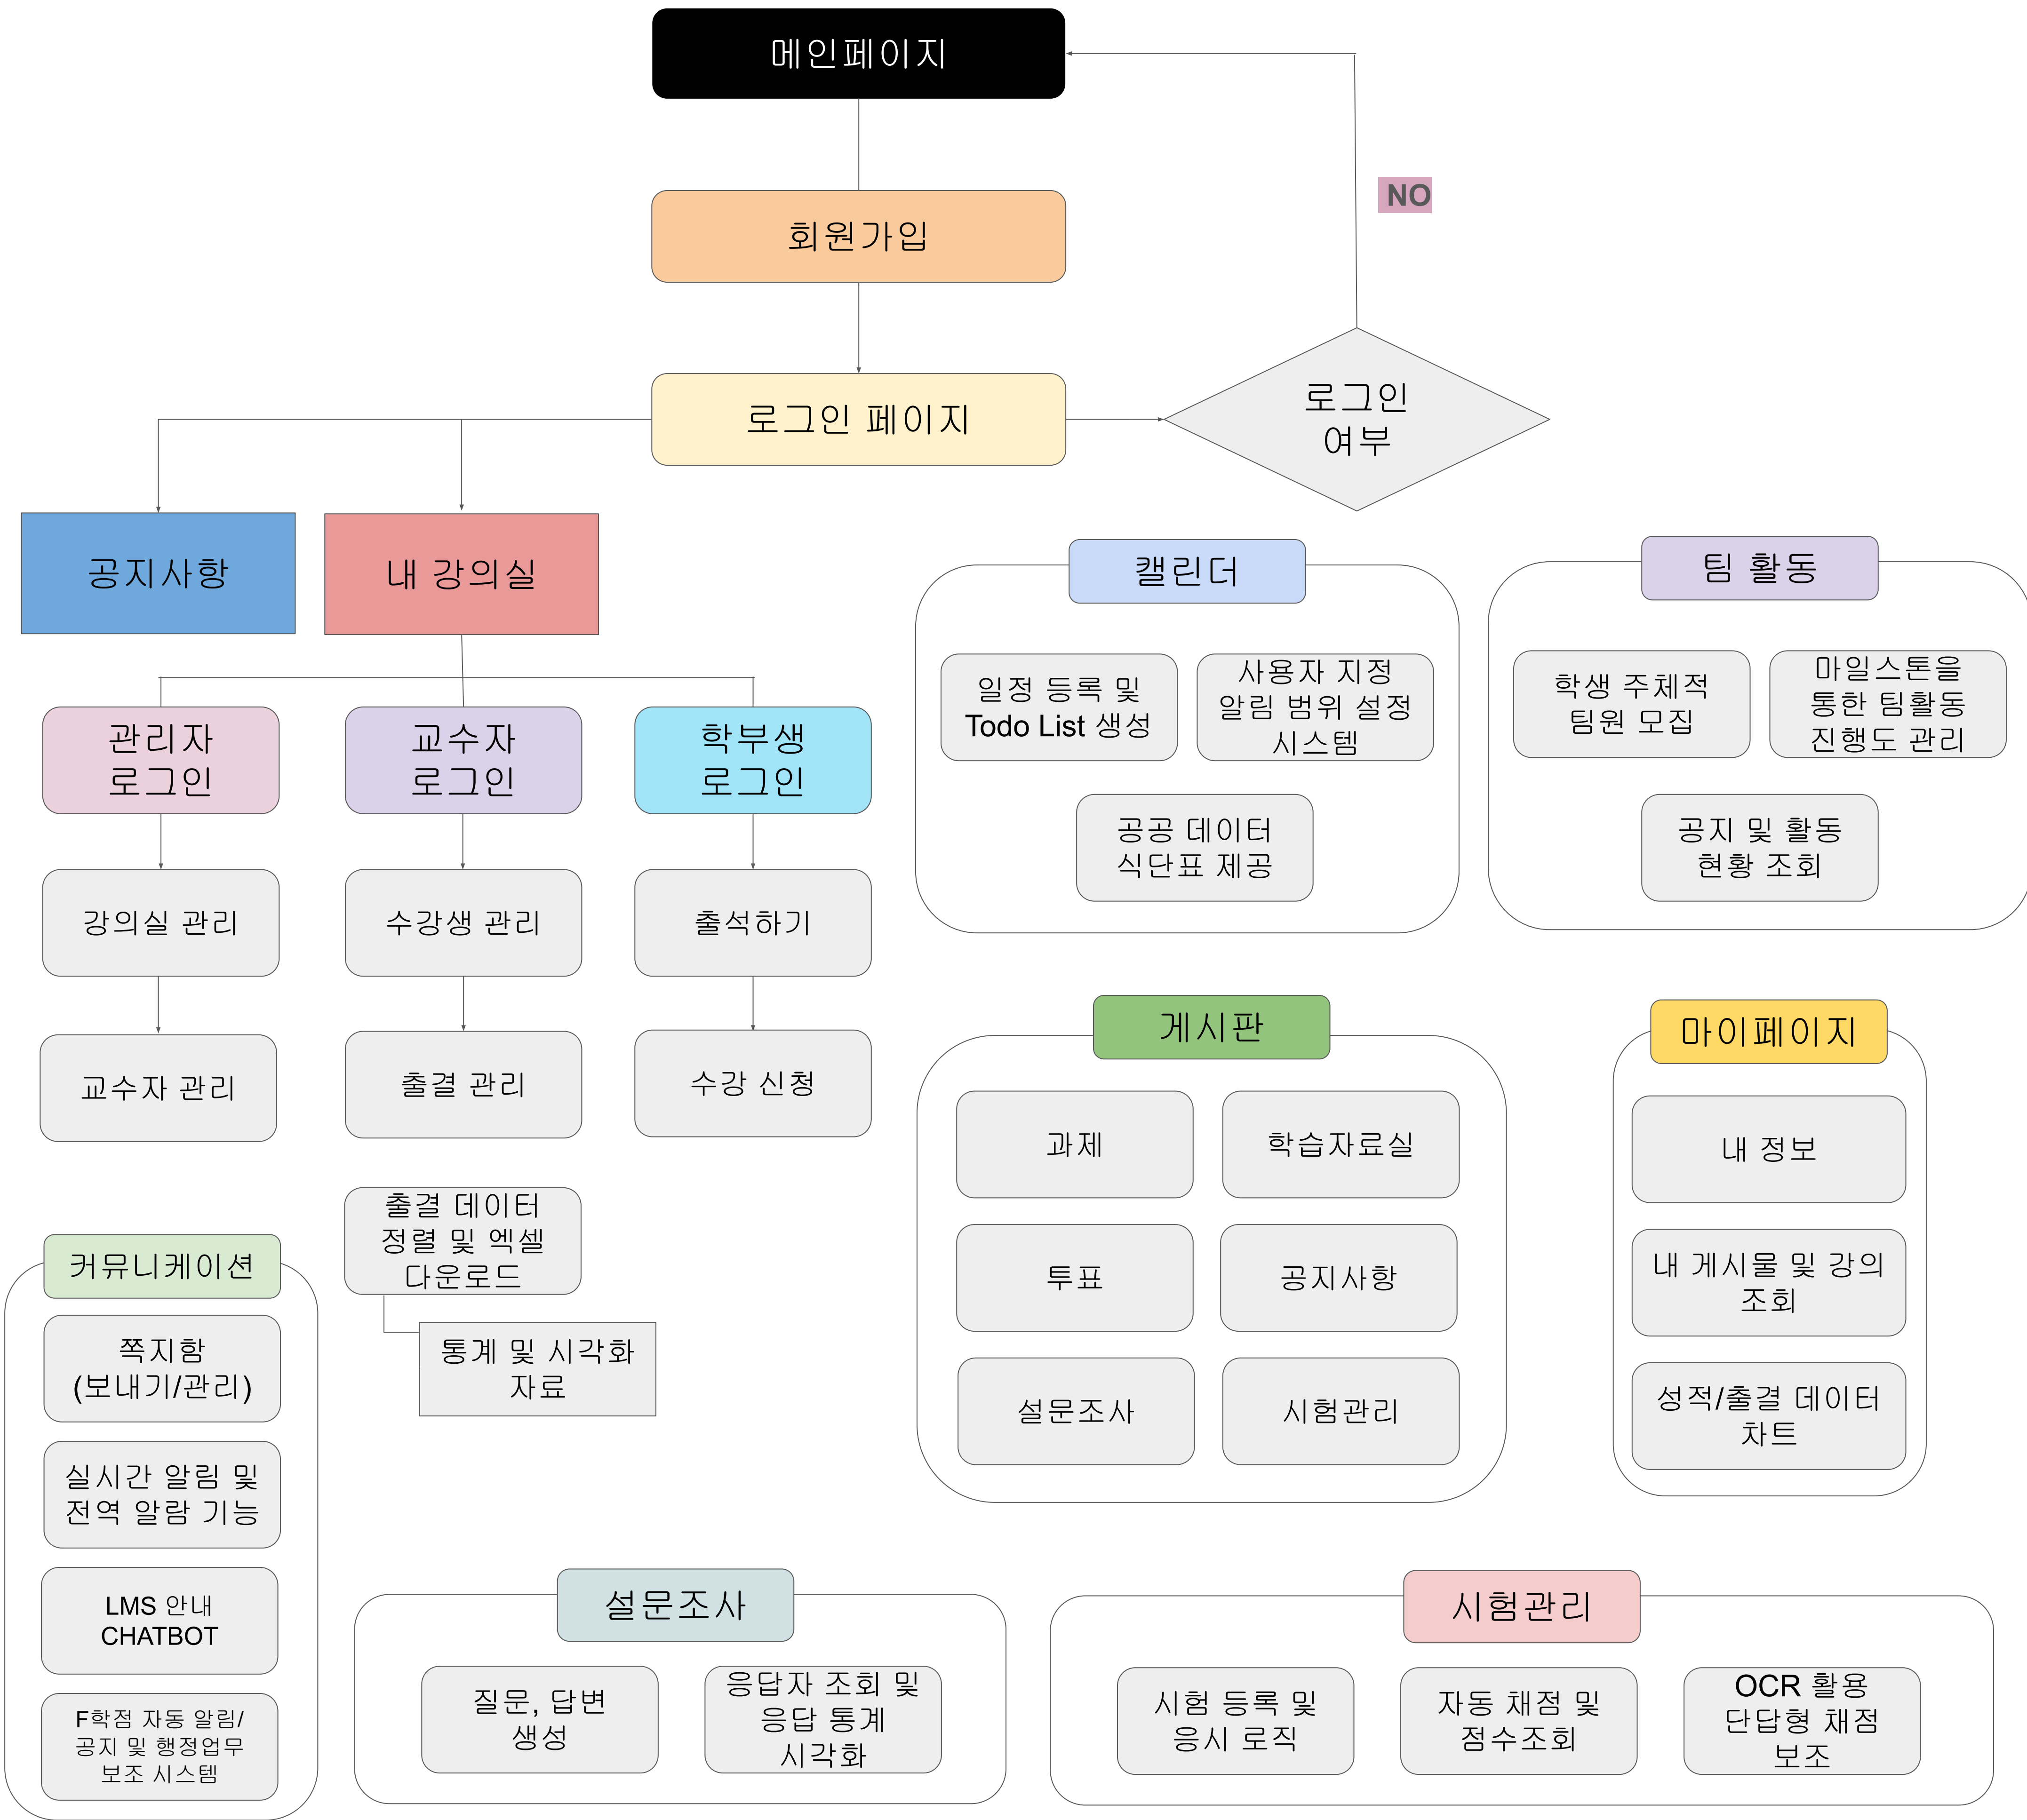 메인페이지
NO
회원가입
로그인 페이지
로그인
여부
공지사항
내 강의실
캘린더
일정 등록 및
Todo List 생성
사용자 지정
알림 범위 설정
시스템
공공 데이터
식단표 제공
팀 활동
학생 주체적
팀원 모집
마일스톤을
통한 팀활동
진행도 관리
공지 및 활동
현황 조회
관리자
로그인
교수자
로그인
학부생
로그인
강의실 관리
수강생 관리
출석하기
교수자 관리
출결 관리
수강 신청
출결 데이터
정렬 및 엑셀
다운로드
통계 및 시각화
자료
게시판
과제
학습자료실
투표
공지사항
설문조사
시험관리
마이페이지
내 정보
내 게시물 및 강의
조회
성적/출결 데이터
차트
커뮤니케이션
쪽지함
(보내기/관리)
실시간 알림 및
전역 알람 기능
LMS 안내
CHATBOT
F학점 자동 알림/
공지 및 행정업무
보조 시스템
설문조사
질문, 답변
생성
응답자 조회 및
응답 통계
시각화
시험관리
시험 등록 및
응시 로직
자동 채점 및
점수조회
OCR 활용
단답형 채점
보조